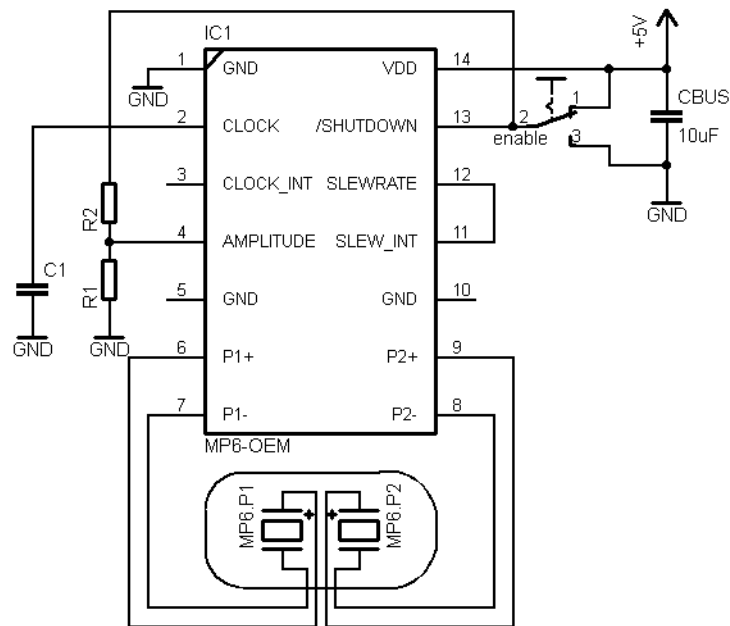 IC1
+5V
1 GND VDD 14
GND
CBUS
10uF
2 CLOCK /SHUTDOWN 13
2 1
enable 3
3 CLOCK_INT SLEWRATE 12
GND
R2
4 AMPLITUDE SLEW_INT 11
C1
R1
5 GND GND 10
GND GND
6 P1+ P2+ 9
7 P1- P2- 8
MP6-OEM
MP6.P1 + + MP6.P2